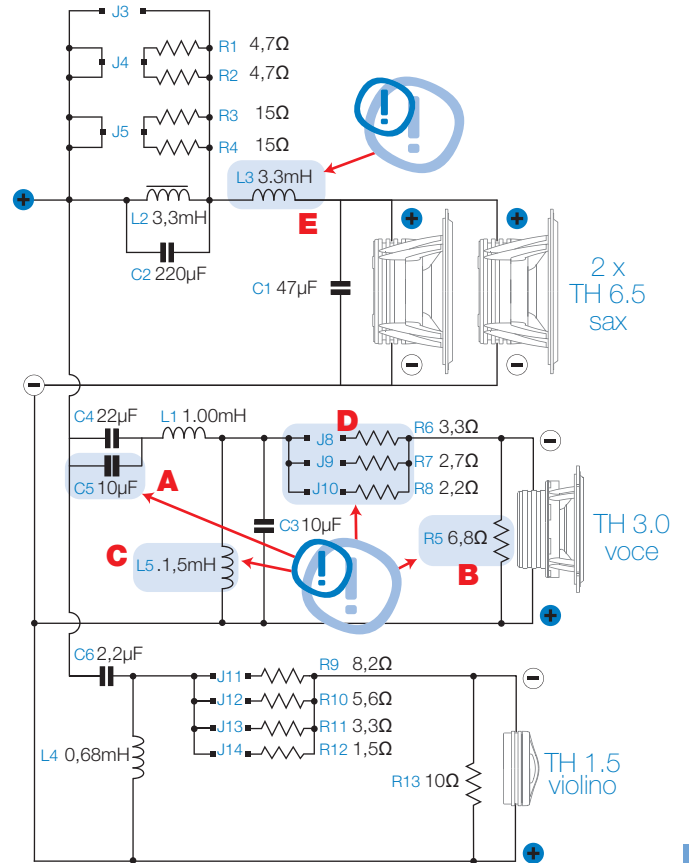 J3
R1 4,7Ω
J4
R2 4,7Ω
R3 15Ω
J5
R4 15Ω
!
!
L3 3.3mH
E
+
L2 3,3mH
C2 220µF
+
+
C1 47µF
2 x
TH 6.5
sax
−
−
−
C4 22µF
L1 1.00mH
D
R6 3,3Ω
−
J8
A
J9
R7 2,7Ω
C5 10µF
J10
R8 2,2Ω
C3 10µF
R5 6,8Ω
TH 3.0
voce
C
L5 .1,5mH
!
!
B
+
C6 2,2µF
R9 8,2Ω
J11
−
J12
R10 5,6Ω
J13
R11 3,3Ω
J14
R12 1,5Ω
L4 0,68mH
R13 10Ω
TH 1.5
violino
+